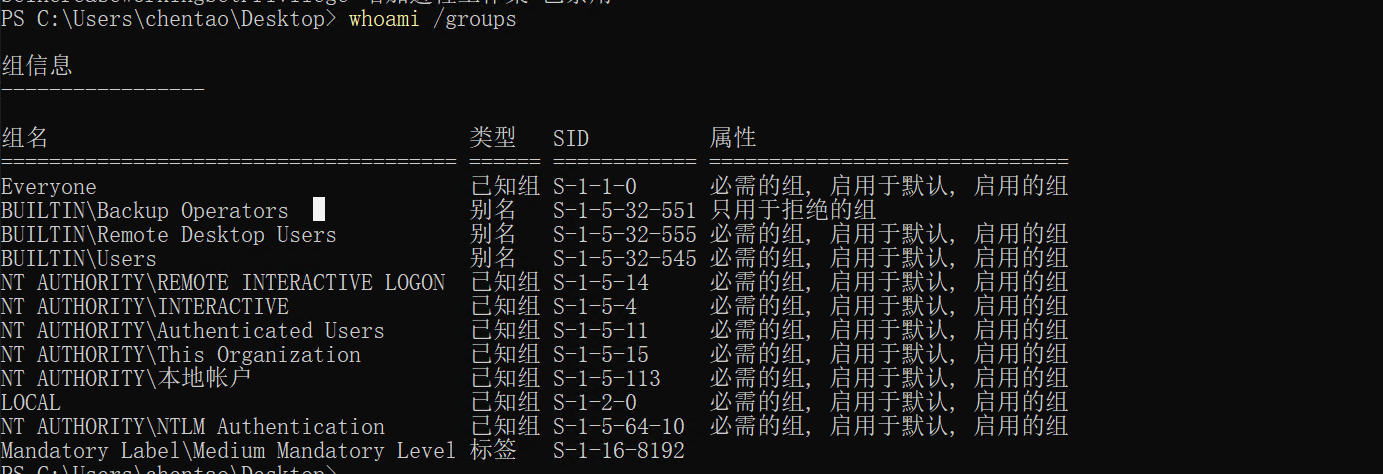 PS C:\Users\chentao\Desktop> whoami /groups
组信息
-----------------
组名 类型 SID 属性
====================================== ====== ============ ==============================
Everyone 已知组 S-1-1-0 必需的组, 启用于默认, 启用的组
BUILTIN\Backup Operators 别名 S-1-5-32-551 只用于拒绝的组
BUILTIN\Remote Desktop Users 别名 S-1-5-32-555 必需的组, 启用于默认, 启用的组
BUILTIN\Users 别名 S-1-5-32-545 必需的组, 启用于默认, 启用的组
NT AUTHORITY\REMOTE INTERACTIVE LOGON 已知组 S-1-5-14 必需的组, 启用于默认, 启用的组
NT AUTHORITY\INTERACTIVE 已知组 S-1-5-4 必需的组, 启用于默认, 启用的组
NT AUTHORITY\Authenticated Users 已知组 S-1-5-11 必需的组, 启用于默认, 启用的组
NT AUTHORITY\This Organization 已知组 S-1-5-15 必需的组, 启用于默认, 启用的组
NT AUTHORITY\本地帐户 已知组 S-1-5-113 必需的组, 启用于默认, 启用的组
LOCAL 已知组 S-1-2-0 必需的组, 启用于默认, 启用的组
NT AUTHORITY\NTLM Authentication 已知组 S-1-5-64-10 必需的组, 启用于默认, 启用的组
Mandatory Label\Medium Mandatory Level 标签 S-1-16-8192
PS C:\Users\chentao\Desktop>